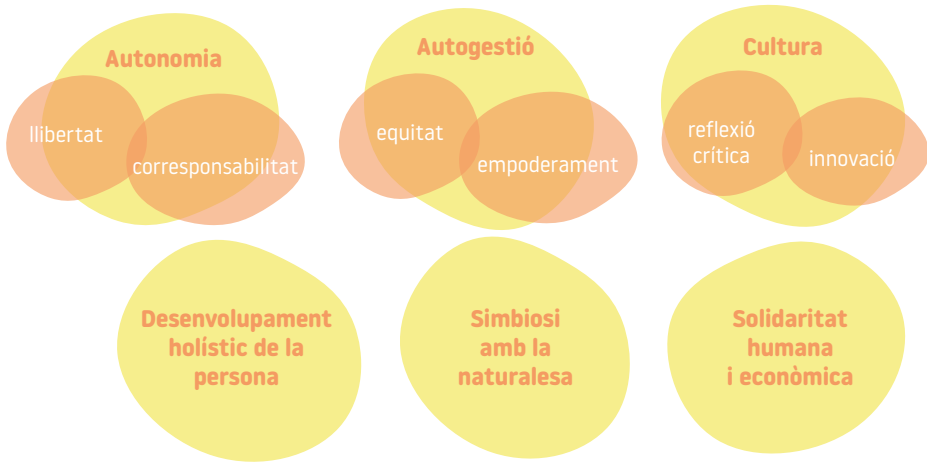 Autonomia
llibertat
corresponsabilitat
Autogestió
equitat
empoderament
Cultura
reflexió
crítica
innovació
Desenvolupament
holístic de la
persona
Simbiosi
amb la
naturalesa
Solidaritat
humana
i econòmica